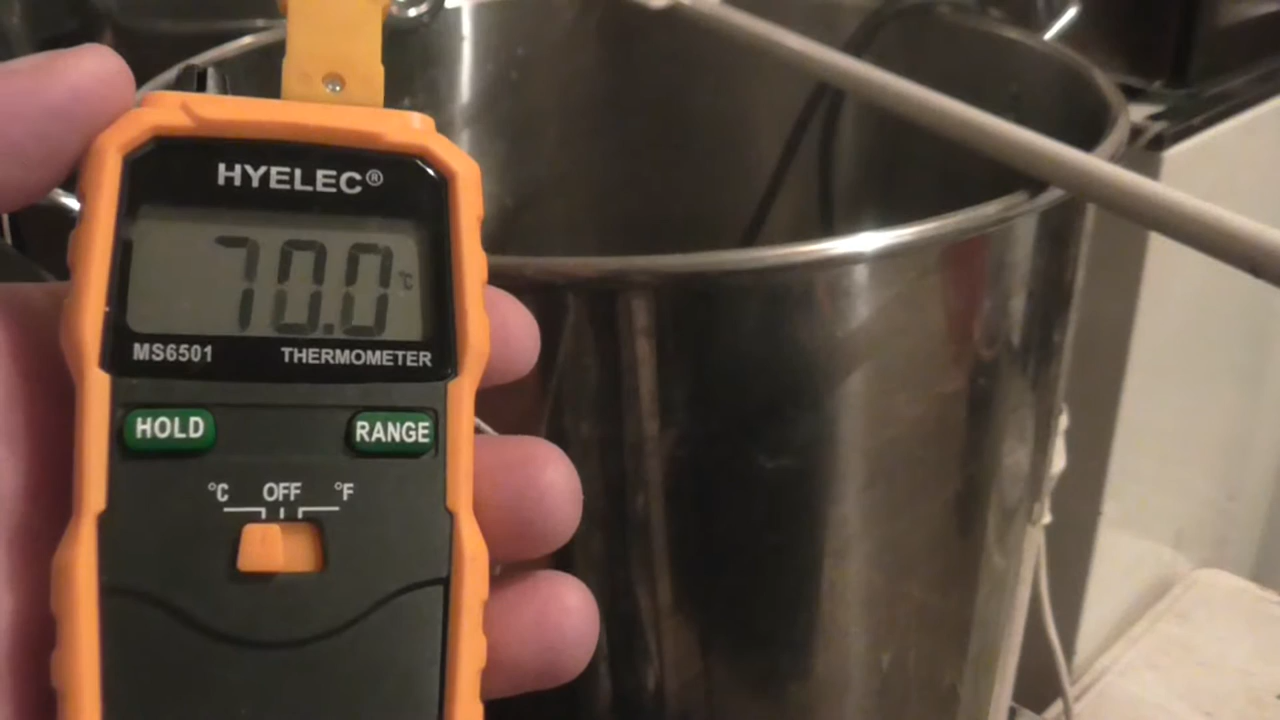 HYELEC®
70.0 °C
MS6501 THERMOMETER
HOLD RANGE
°C OFF °F